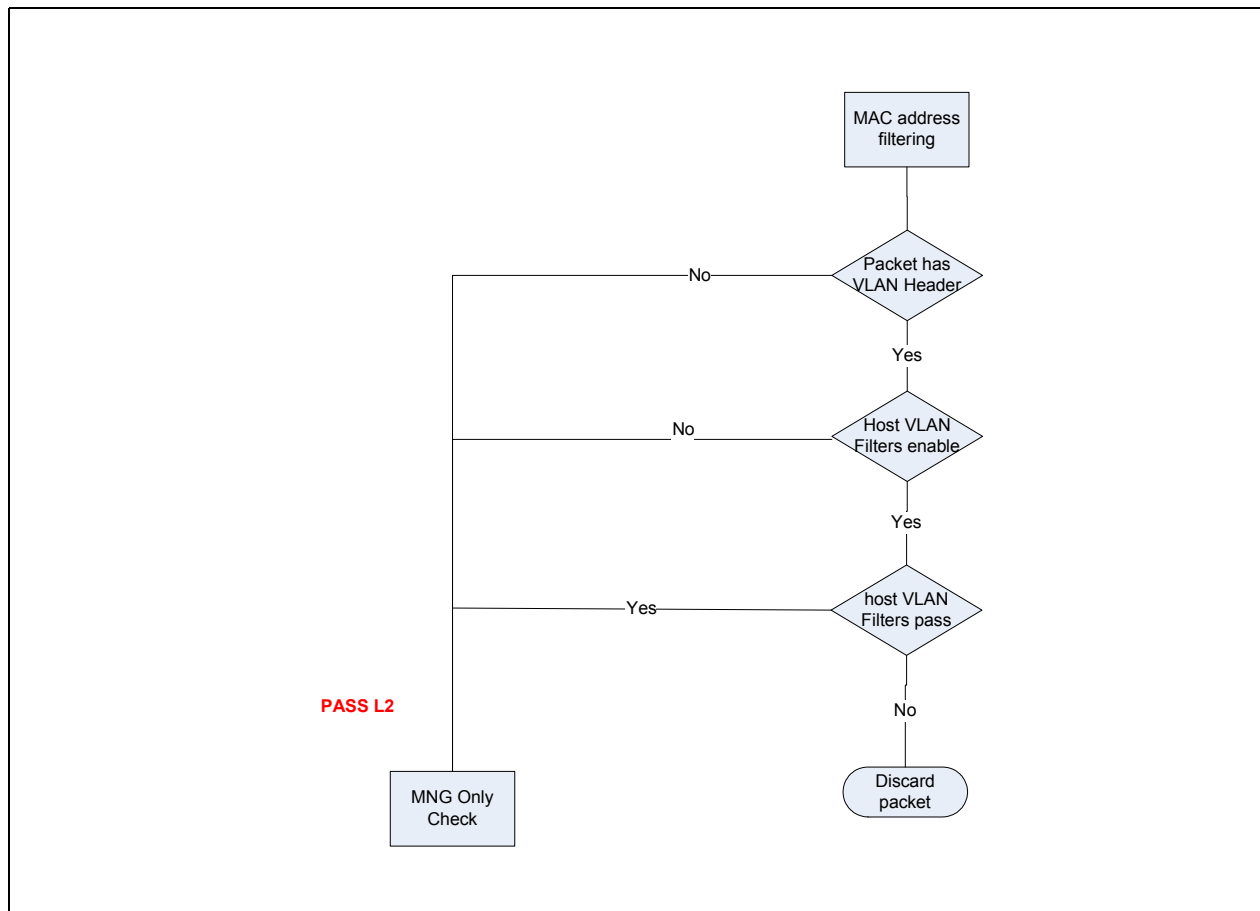 MAC address
filtering
Packet has
VLAN Header
No
Yes
Host VLAN
Filters enable
No
Yes
host VLAN
Filters pass
Yes
No
PASS L2
MNG Only
Check
Discard
packet